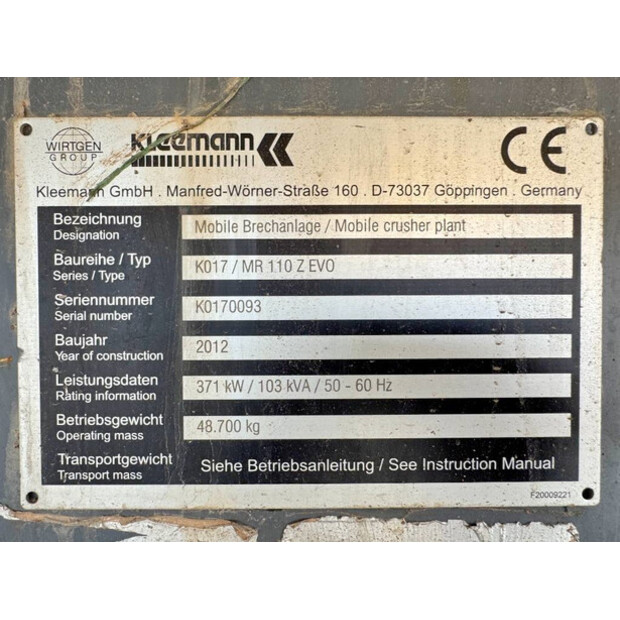 WIRTGEN
GROUP
Kleemann
CE
Kleemann GmbH . Manfred-Wörner-Straße 160 . D-73037 Göppingen . Germany
Bezeichnung
Designation
Mobile Brechanlage / Mobile crusher plant
Baureihe / Typ
Series / Type
K017 / MR 110 Z EVO
Seriennummer
Serial number
K0170093
Baujahr
Year of construction
2012
Leistungsdaten
Rating information
371 kW / 103 kVA / 50 - 60 Hz
Betriebsgewicht
Operating mass
48.700 kg
Transportgewicht
Transport mass
Siehe Betriebsanleitung / See Instruction Manual
F20009221